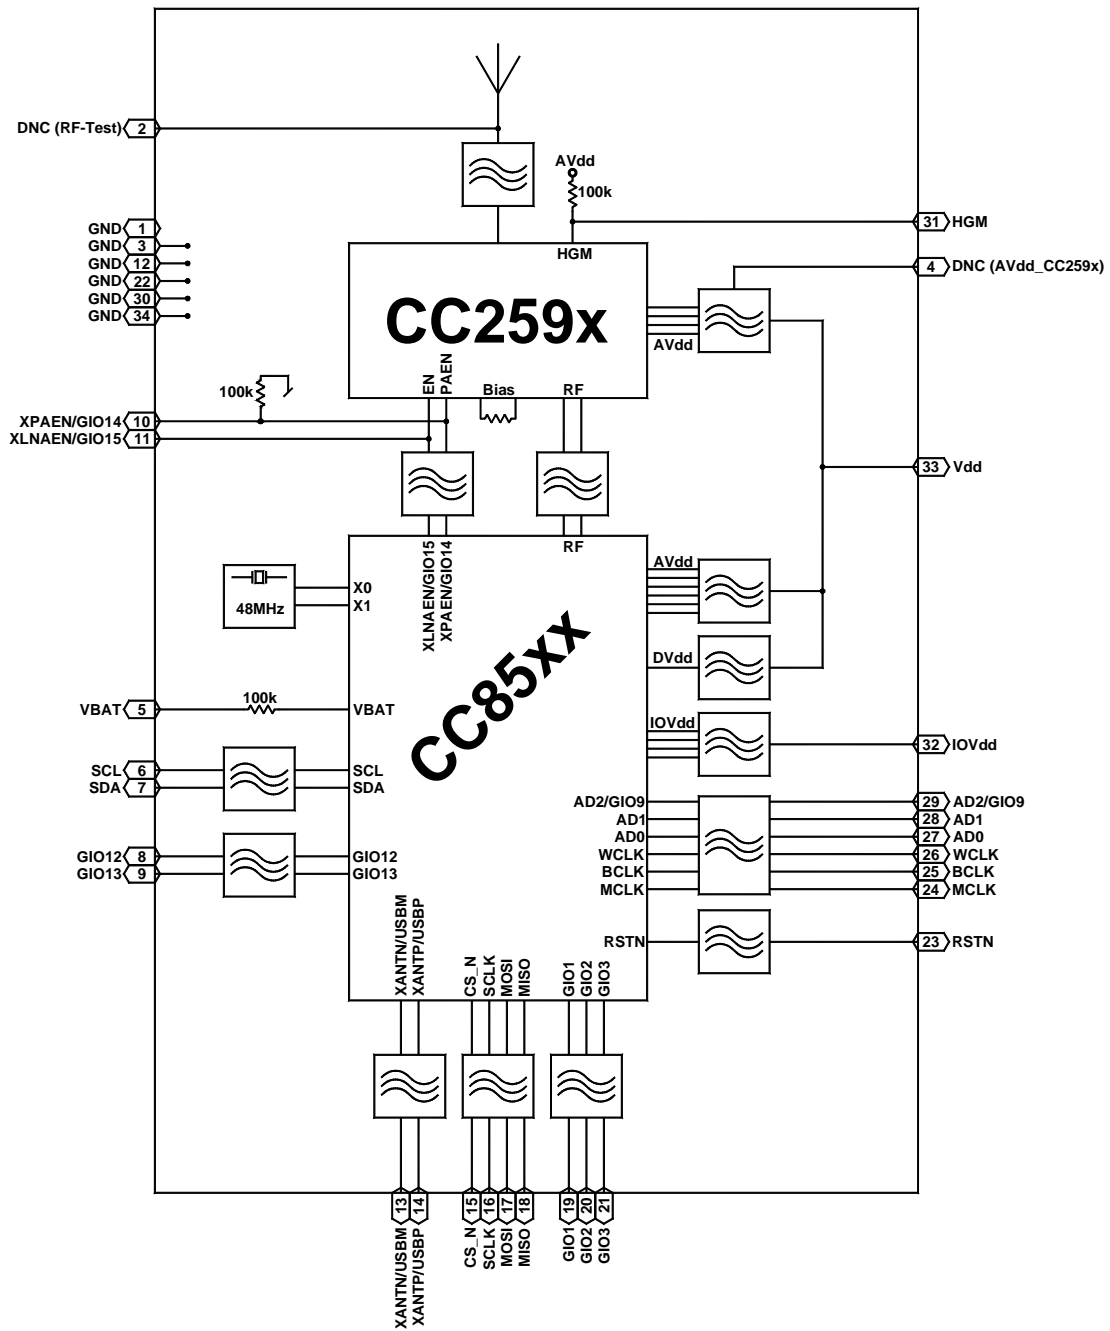 DNC (RF-Test) 2
AVdd
100k
GND 1
31 HGM
GND 3
HGM
GND 12
4 DNC (AVdd_CC259x)
GND 22
GND 30
GND 34
CC259x
AVdd
EN
PAEN
Bias
RF
100k
XPAEN/GIO14 10
XLNAEN/GIO15 11
33 Vdd
XLNAEN/GIO15
XPAEN/GIO14
RF
AVdd
48MHz
X0
X1
CC85xx
DVdd
100k
VBAT 5
VBAT
IOVdd
32 IOVdd
SCL 6
SCL
SDA 7
SDA
AD2/GIO9
29 AD2/GIO9
AD1
28 AD1
AD0
27 AD0
WCLK
26 WCLK
BCLK
25 BCLK
MCLK
24 MCLK
GIO12 8
GIO12
GIO13 9
GIO13
RSTN
23 RSTN
XANTN/USBM
XANTP/USBP
CS_N
SCLK
MOSI
MISO
GIO1
GIO2
GIO3
XANTN/USBM 13
XANTP/USBP 14
CS_N 15
SCLK 16
MOSI 17
MISO 18
GIO1 19
GIO2 20
GIO3 21